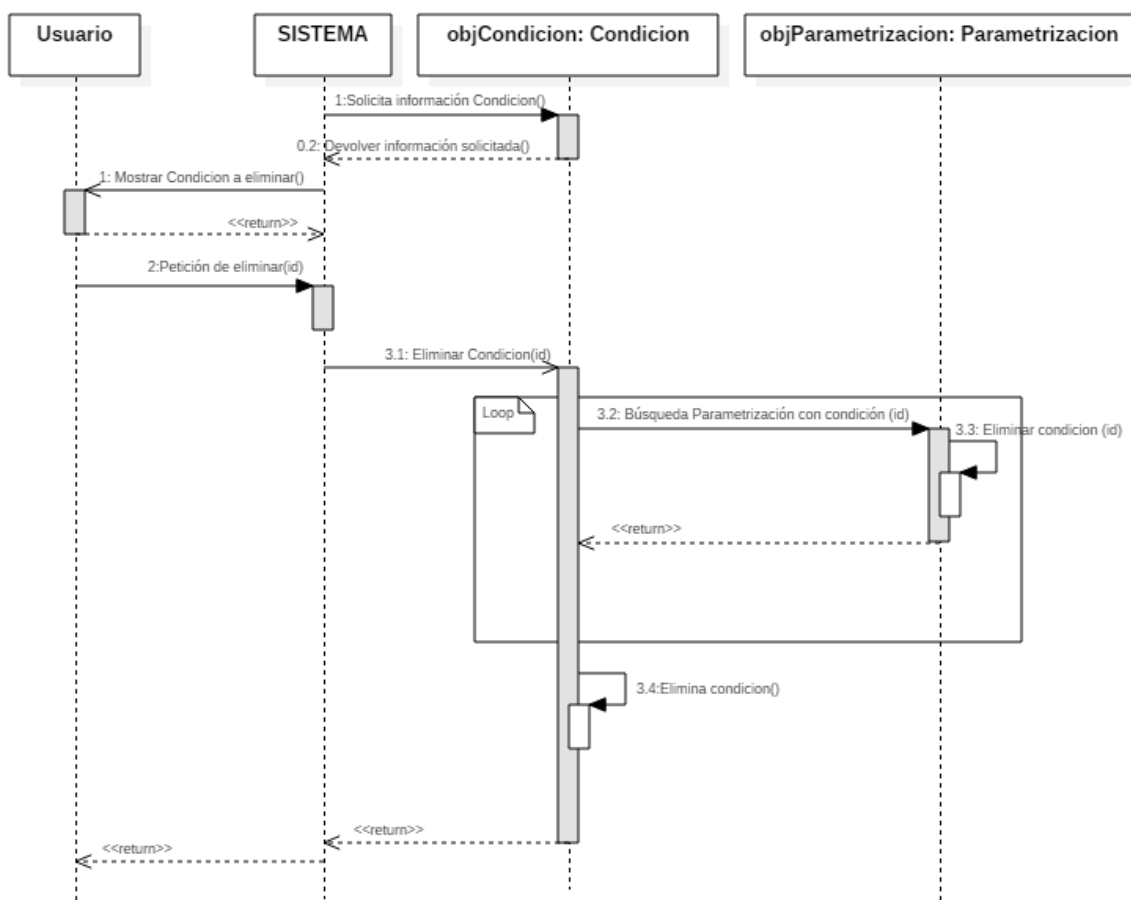 Usuario
SISTEMA
objCondicion: Condicion
objParametrizacion: Parametrizacion
1:Solicita información Condicion()
0.2: Devolver información solicitada()
1: Mostrar Condicion a eliminar()
<<return>>
2:Petición de eliminar(id)
3.1: Eliminar Condicion(id)
Loop
3.2: Búsqueda Parametrización con condición (id)
3.3: Eliminar condicion (id)
<<return>>
3.4:Elimina condicion()
<<return>>
<<return>>